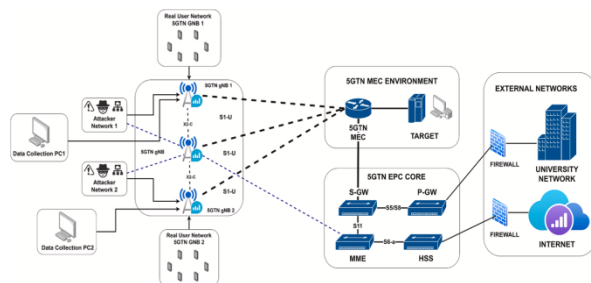 Real User Network
5GTN GNB 1
5GTN gNB 1
Attacker
Network 1
X2-C
S1-U
Data Collection PC1
5GTN gNB
S1-U
Attacker
Network 2
X2-C
S1-U
5GTN gNB 2
Data Collection PC2
Real User Network
5GTN GNB 2
5GTN MEC ENVIRONMENT
5GTN
MEC
TARGET
5GTN EPC CORE
S-GW
P-GW
S5/S8
S11
S6-a
MME
HSS
EXTERNAL NETWORKS
FIREWALL
UNIVERSITY
NETWORK
FIREWALL
INTERNET